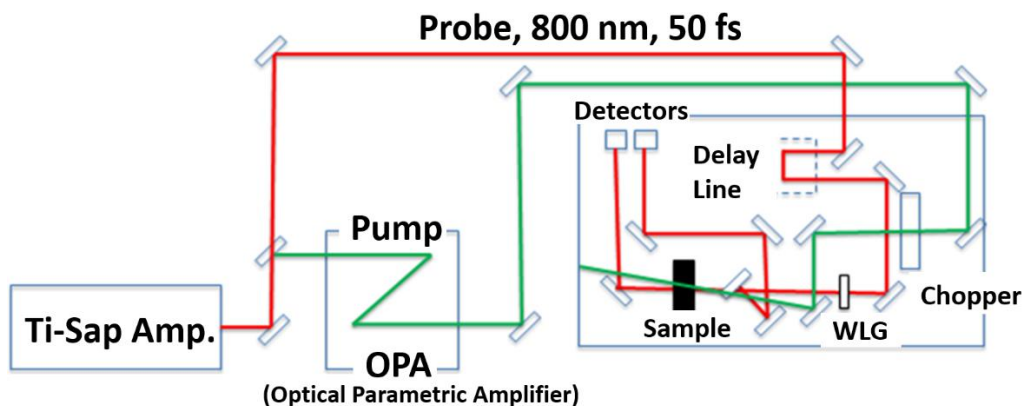 Probe, 800 nm, 50 fs
Detectors
Delay
Line
Pump
Ti-Sap Amp.
Chopper
Sample
WLG
OPA
(Optical Parametric Amplifier)